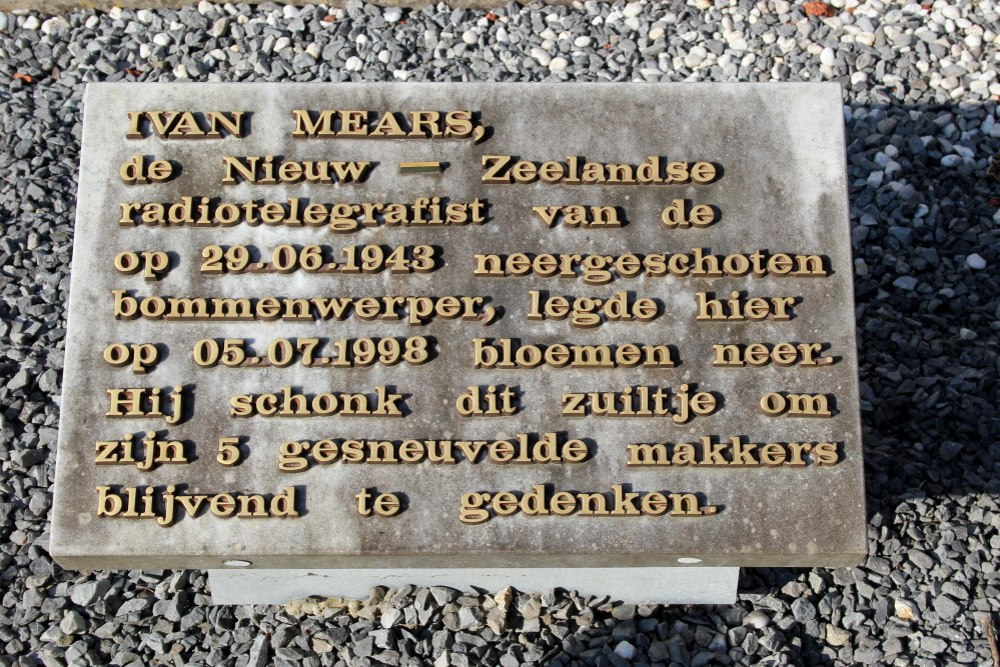 IVAN MEARS,
de Nieuw — Zeelandse
radiotelegrafist van de
op 29.06.1943 neergeschoten
bommenwerper, legde hier
op 05.07.1998 bloemen neer.
Hij schonk dit zuiltje om
zijn 5 gesneuvelde makkers
blijvend te gedenken.